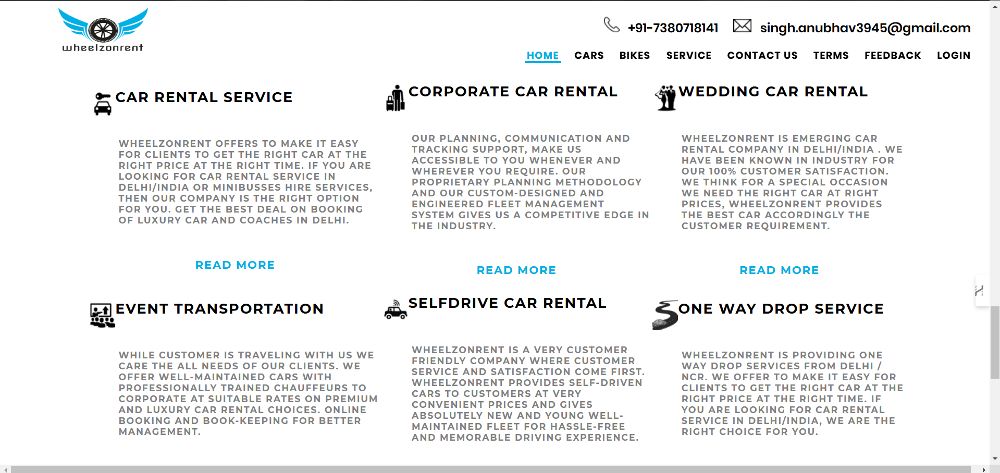 wheelzonrent
+91-7380718141
singh.anubhav3945@gmail.com
HOME CARS BIKES SERVICE CONTACT US TERMS FEEDBACK LOGIN
CAR RENTAL SERVICE
WHEELZONRENT OFFERS TO MAKE IT EASY
FOR CLIENTS TO GET THE RIGHT CAR AT THE
RIGHT PRICE AT THE RIGHT TIME. IF YOU ARE
LOOKING FOR CAR RENTAL SERVICE IN
DELHI/INDIA OR MINIBUSSES HIRE SERVICES,
THEN OUR COMPANY IS THE RIGHT OPTION
FOR YOU. GET THE BEST DEAL ON BOOKING
OF LUXURY CAR AND COACHES IN DELHI.
READ MORE
CORPORATE CAR RENTAL
OUR PLANNING, COMMUNICATION AND
TRACKING SUPPORT, MAKE US
ACCESSIBLE TO YOU WHENEVER AND
WHEREVER YOU REQUIRE. OUR
PROPRIETARY PLANNING METHODOLOGY
AND OUR CUSTOM-DESIGNED AND
ENGINEERED FLEET MANAGEMENT
SYSTEM GIVES US A COMPETITIVE EDGE IN
THE INDUSTRY.
READ MORE
WEDDING CAR RENTAL
WHEELZONRENT IS EMERGING CAR
RENTAL COMPANY IN DELHI/INDIA . WE
HAVE BEEN KNOWN IN INDUSTRY FOR
OUR 100% CUSTOMER SATISFACTION.
WE THINK FOR A SPECIAL OCCASION
WE NEED THE RIGHT CAR AT RIGHT
PRICES, WHEELZONRENT PROVIDES
THE BEST CAR ACCORDINGLY THE
CUSTOMER REQUIREMENT.
READ MORE
EVENT TRANSPORTATION
WHILE CUSTOMER IS TRAVELING WITH US WE
CARE THE ALL NEEDS OF OUR CLIENTS. WE
OFFER WELL-MAINTAINED CARS WITH
PROFESSIONALLY TRAINED CHAUFFEURS TO
CORPORATE AT SUITABLE RATES ON PREMIUM
AND LUXURY CAR RENTAL CHOICES. ONLINE
BOOKING AND BOOK-KEEPING FOR BETTER
MANAGEMENT.
SELFDRIVE CAR RENTAL
WHEELZONRENT IS A VERY CUSTOMER
FRIENDLY COMPANY WHERE CUSTOMER
SERVICE AND SATISFACTION COME FIRST.
WHEELZONRENT PROVIDES SELF-DRIVEN
CARS TO CUSTOMERS AT VERY
CONVENIENT PRICES AND GIVES
ABSOLUTELY NEW AND YOUNG WELL-
MAINTAINED FLEET FOR HASSLE-FREE
AND MEMORABLE DRIVING EXPERIENCE.
ONE WAY DROP SERVICE
WHEELZONRENT IS PROVIDING ONE
WAY DROP SERVICES FROM DELHI /
NCR. WE OFFER TO MAKE IT EASY FOR
CLIENTS TO GET THE RIGHT CAR AT THE
RIGHT PRICE AT THE RIGHT TIME. IF
YOU ARE LOOKING FOR CAR RENTAL
SERVICE IN DELHI/INDIA, WE ARE THE
RIGHT CHOICE FOR YOU.